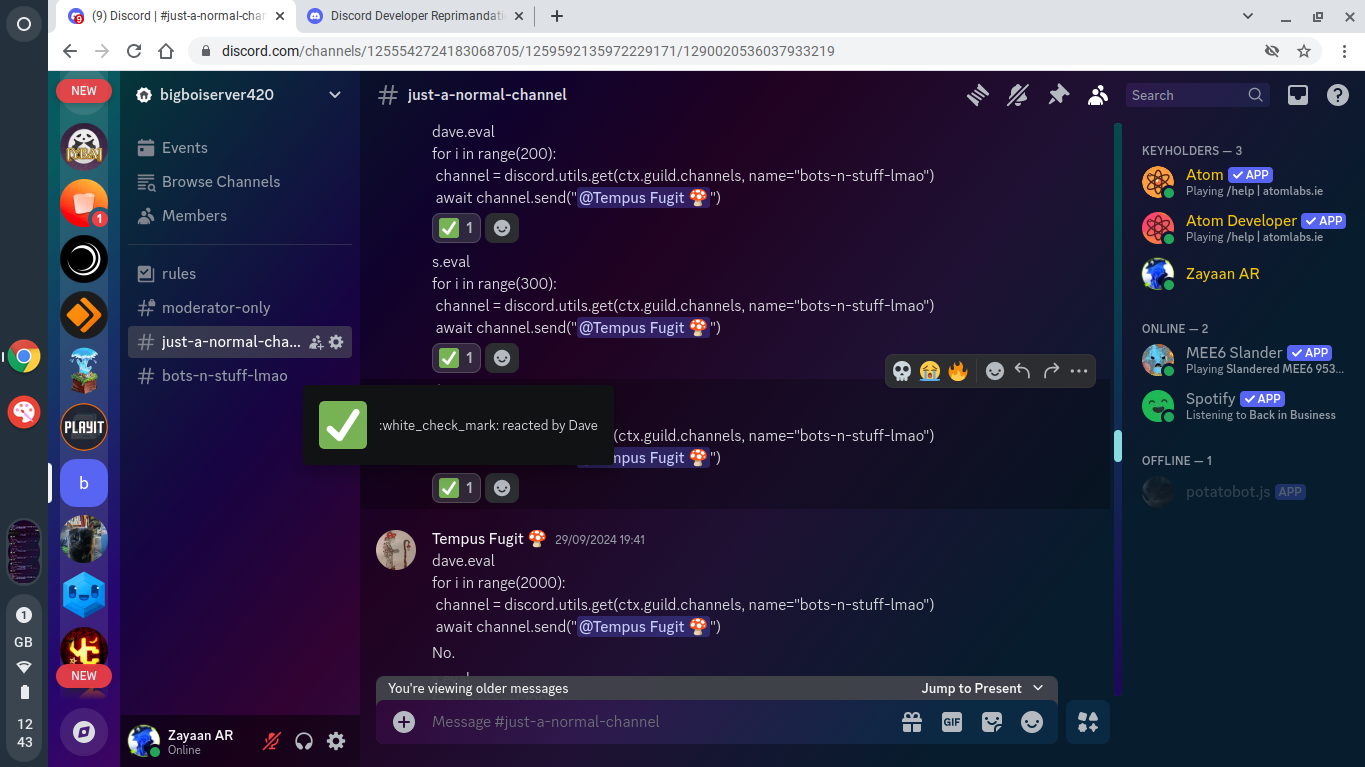 (9) Discord | #just-a-normal-chan
Discord Developer Reprimandati
discord.com/channels/1255542724183068705/1259592135972229171/1290020536037933219
NEW
1
PLAYIT
b
NEW
1
GB
12
43
bigboiserver420
Events
Browse Channels
Members
rules
moderator-only
just-a-normal-cha...
bots-n-stuff-lmao
Zayaan AR
Online
just-a-normal-channel
Search
dave.eval
for i in range(200):
channel = discord.utils.get(ctx.guild.channels, name="bots-n-stuff-lmao")
await channel.send("@Tempus Fugit 🍄")
✅ 1
s.eval
for i in range(300):
channel = discord.utils.get(ctx.guild.channels, name="bots-n-stuff-lmao")
await channel.send("@Tempus Fugit 🍄")
✅ 1
:white_check_mark: reacted by Dave
(ctx.guild.channels, name="bots-n-stuff-lmao")
mpus Fugit 🍄")
✅ 1
Tempus Fugit 🍄 29/09/2024 19:41
dave.eval
for i in range(2000):
channel = discord.utils.get(ctx.guild.channels, name="bots-n-stuff-lmao")
await channel.send("@Tempus Fugit 🍄")
No.
You're viewing older messages
Jump to Present
Message #just-a-normal-channel
GIF
KEYHOLDERS — 3
Atom ✓ APP
Playing /help | atomlabs.ie
Atom Developer ✓ APP
Playing /help | atomlabs.ie
Zayaan AR
ONLINE — 2
MEE6 Slander ✓ APP
Playing Slandered MEE6 953...
Spotify ✓ APP
Listening to Back in Business
OFFLINE — 1
potatobot.js APP